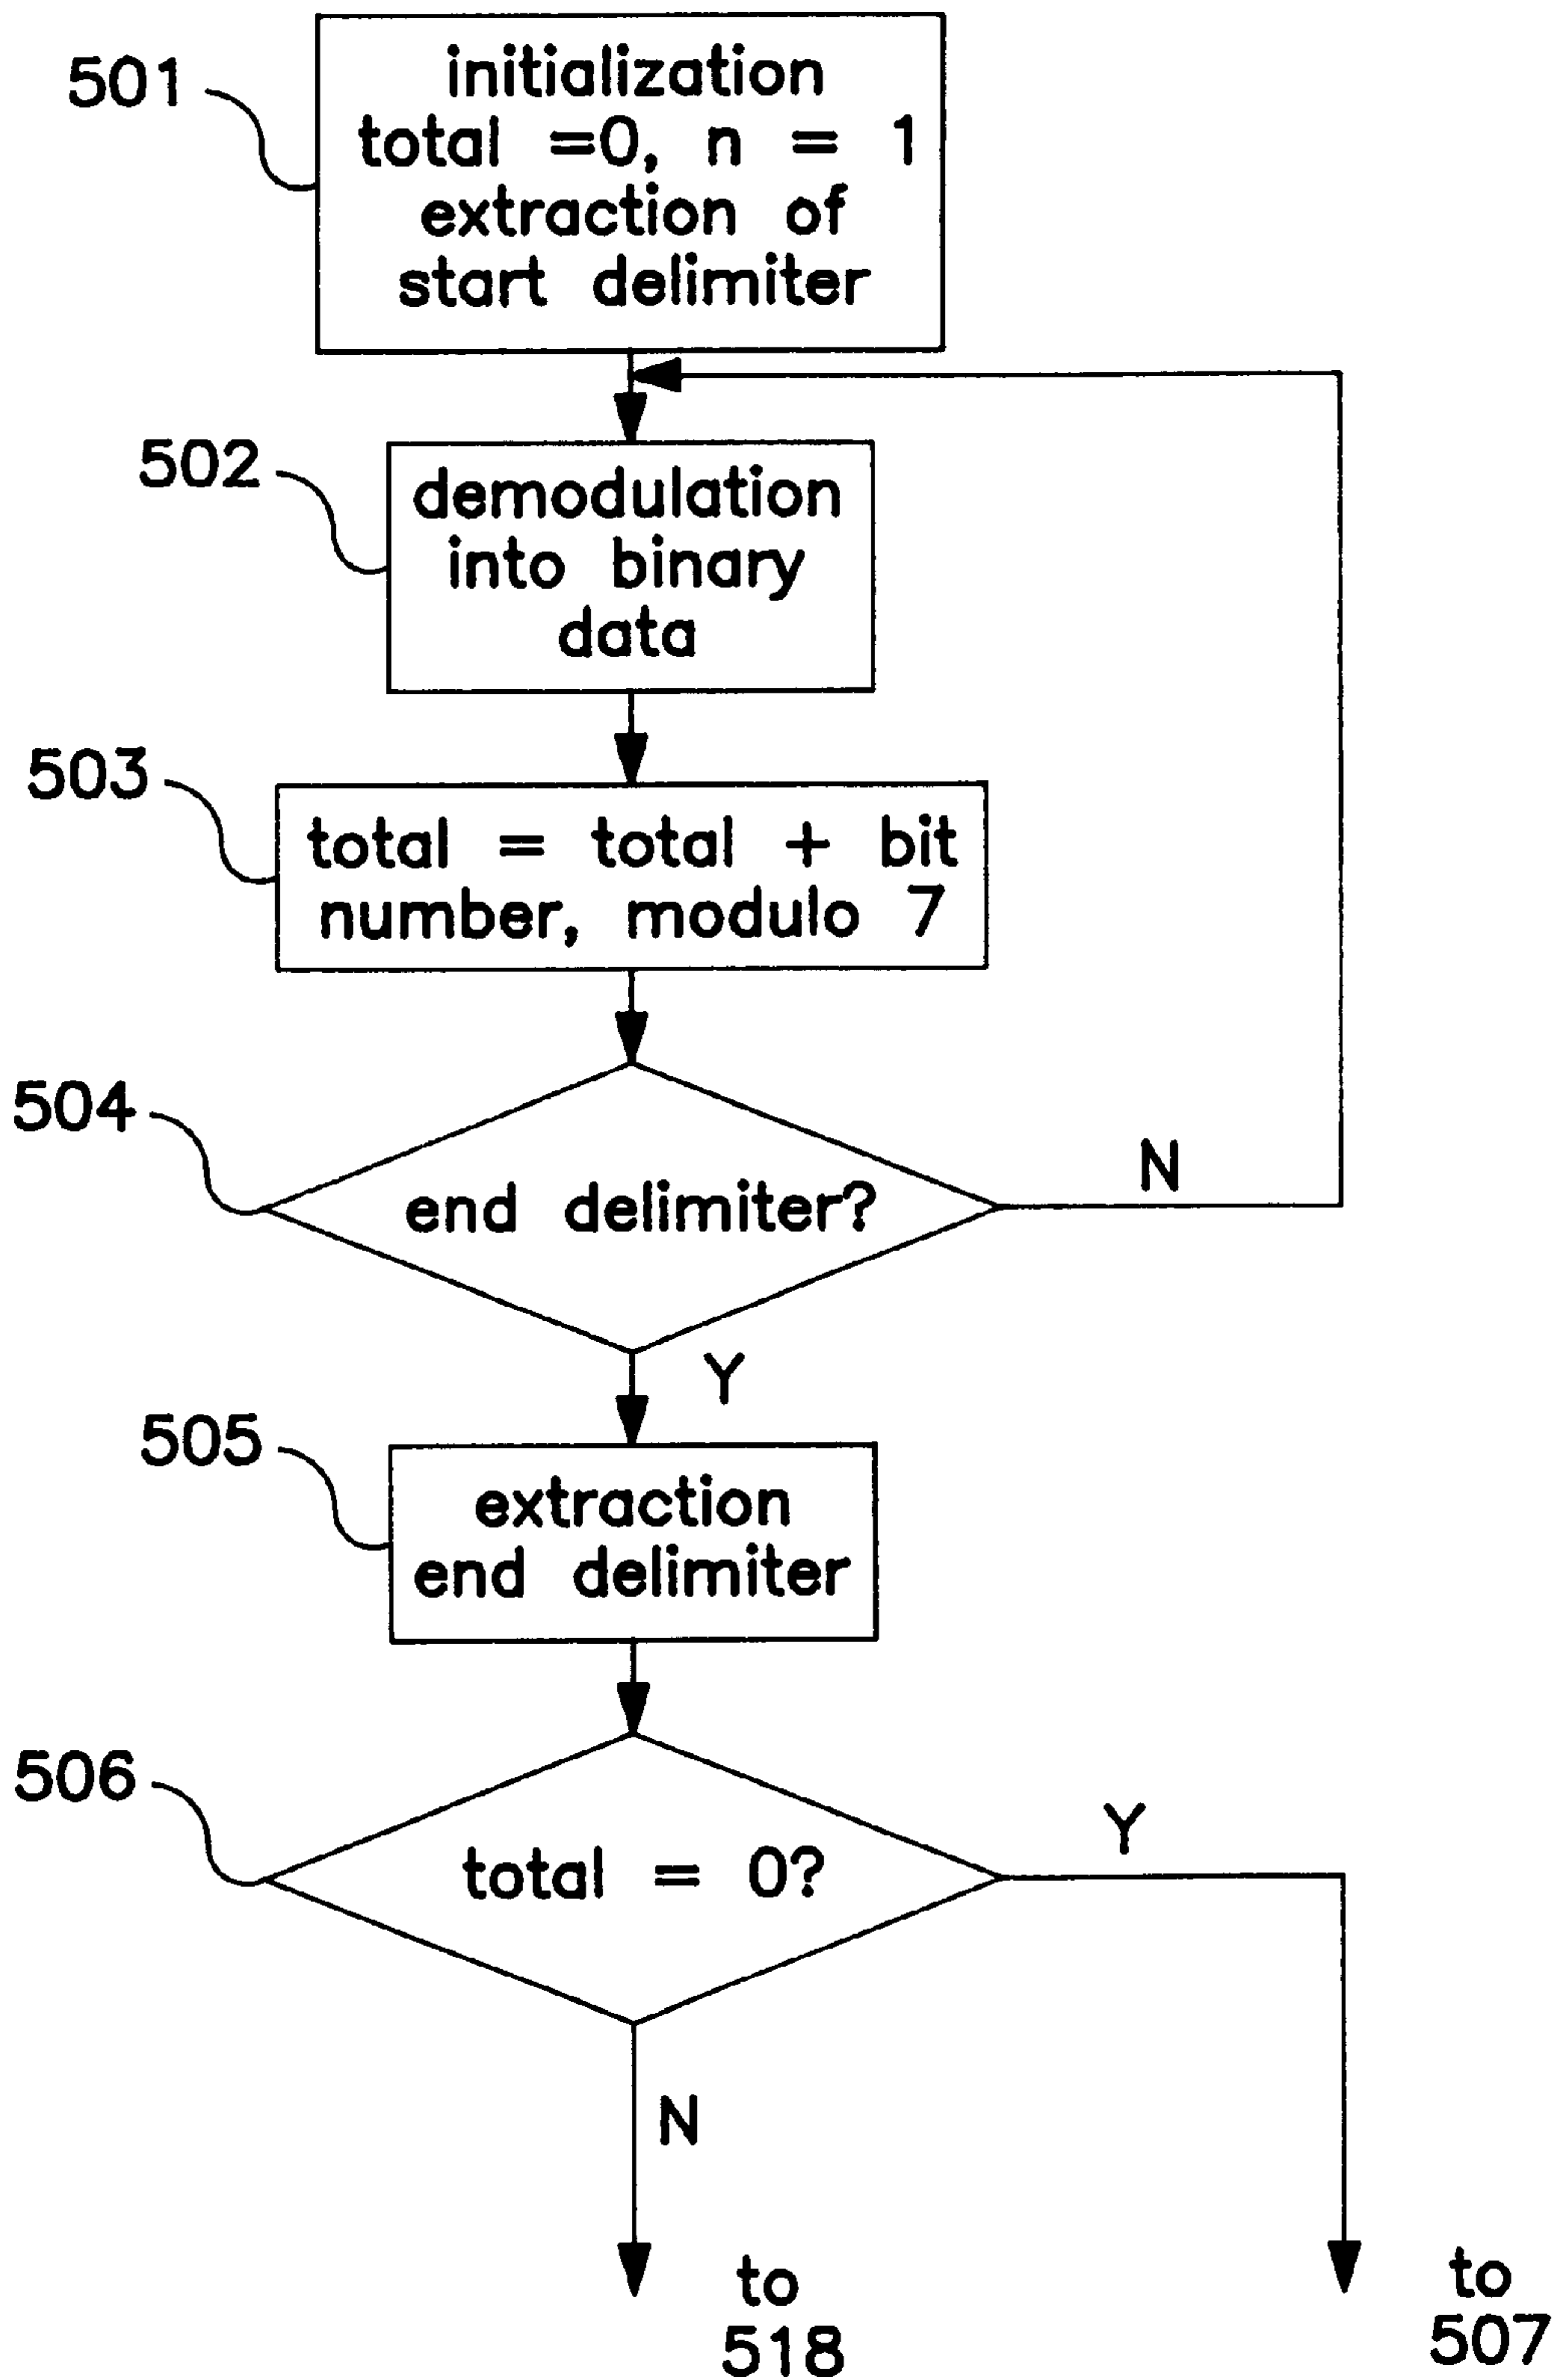 501
initialization
total =0, n = 1
extraction of
start delimiter
502
demodulation
into binary
data
503
total = total + bit
number, modulo 7
504
end delimiter?
N
Y
505
extraction
end delimiter
506
total = 0?
Y
N
to
518
to
507